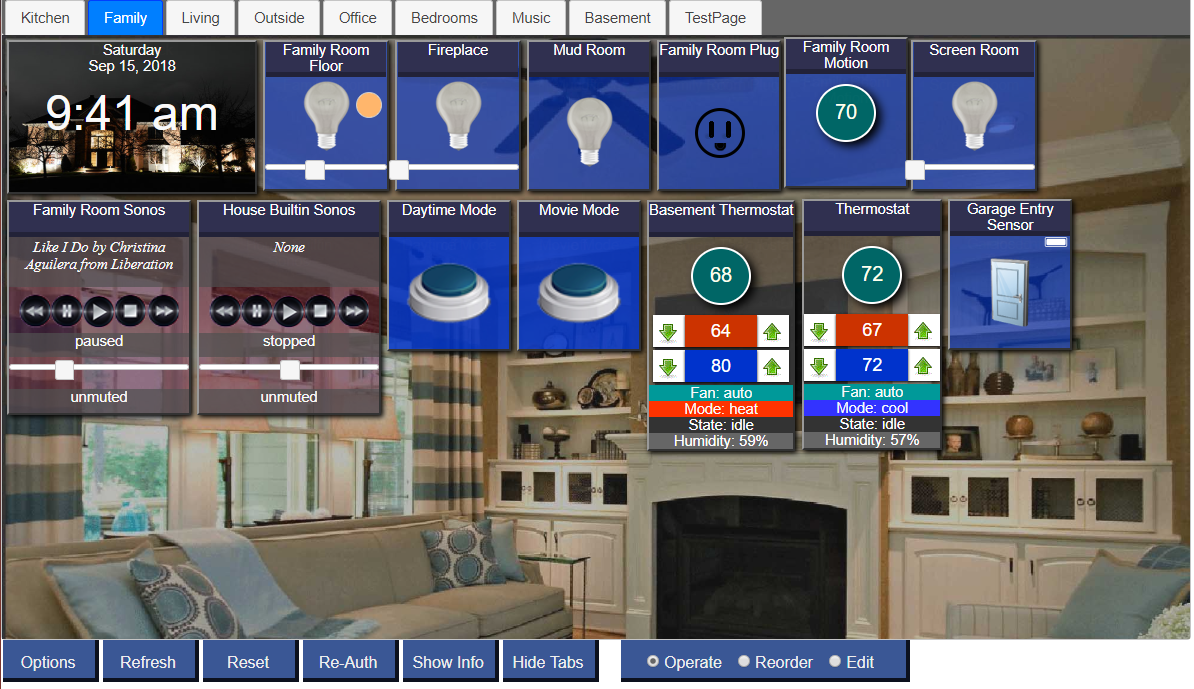 Kitchen Family Living Outside Office Bedrooms Music Basement TestPage
Saturday
Sep 15, 2018
9:41 am
Family Room
Floor
Fireplace
Mud Room
Family Room Plug
Family Room
Motion
70
Screen Room
Family Room Sonos
Like I Do by Christina
Aguilera from Liberation
paused
unmuted
House Builtin Sonos
None
stopped
unmuted
Daytime Mode
Movie Mode
Basement Thermostat
68
64
80
Fan: auto
Mode: heat
State: idle
Humidity: 59%
Thermostat
72
67
72
Fan: auto
Mode: cool
State: idle
Humidity: 57%
Garage Entry
Sensor
Options Refresh Reset Re-Auth Show Info Hide Tabs Operate Reorder Edit